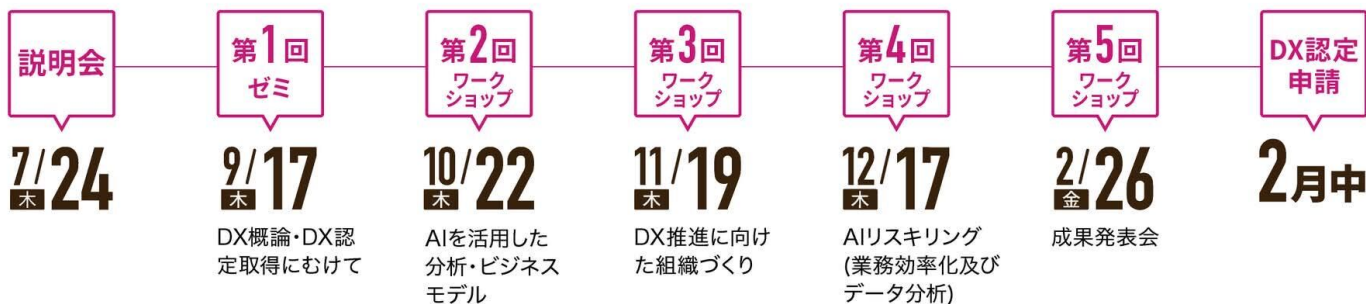 説明会
7/24
木
第1回
ゼミ
9/17
木
DX概論・DX認
定取得にむけて
第2回
ワーク
ショップ
10/22
木
AIを活用した
分析・ビジネス
モデル
第3回
ワーク
ショップ
11/19
木
DX推進に向け
た組織づくり
第4回
ワーク
ショップ
12/17
木
AIリスキリング
(業務効率化及び
データ分析)
第5回
ワーク
ショップ
2/26
金
成果発表会
DX認定
申請
2月中